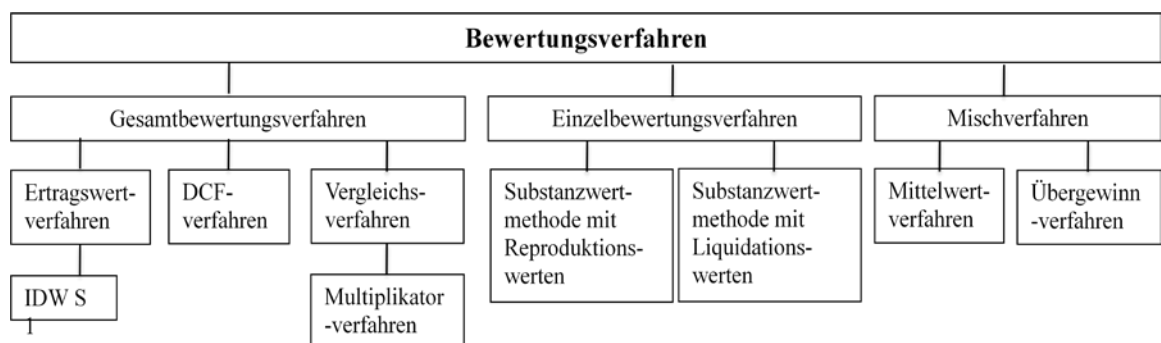 Bewertungsverfahren
Gesamtbewertungsverfahren
Einzelbewertungsverfahren
Mischverfahren
Ertragswert-
verfahren
DCF-
verfahren
Vergleichs-
verfahren
Substanzwert-
methode mit
Reproduktions-
werten
Substanzwert-
methode mit
Liquidations-
werten
Mittelwert-
verfahren
Übergewinn
-verfahren
IDW S
1
Multiplikator
-verfahren